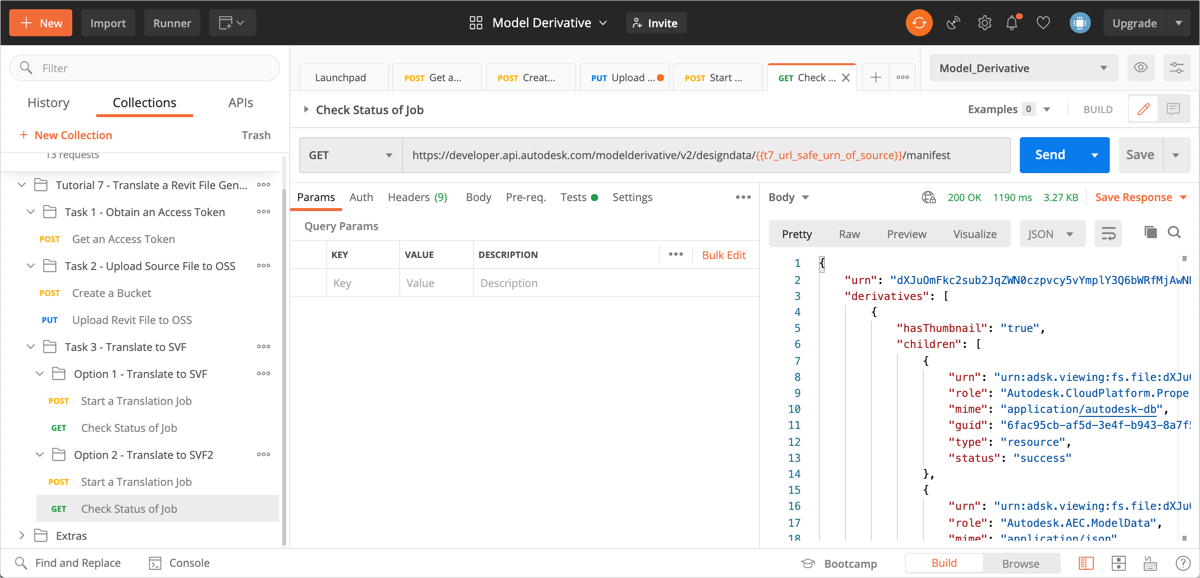 New Import Runner Model Derivative Invite Upgrade
Filter
History Collections APIs
New Collection Trash
13 requests
Tutorial 7 - Translate a Revit File Gen...
Task 1 - Obtain an Access Token
POST Get an Access Token
Task 2 - Upload Source File to OSS
POST Create a Bucket
PUT Upload Revit File to OSS
Task 3 - Translate to SVF
Option 1 - Translate to SVF
POST Start a Translation Job
GET Check Status of Job
Option 2 - Translate to SVF2
POST Start a Translation Job
GET Check Status of Job
Extras
Launchpad POST Get a... POST Creat... PUT Upload ... POST Start ... GET Check ... Model_Derivative
Check Status of Job Examples 0 BUILD
GET https://developer.api.autodesk.com/modelderivative/v2/designdata/{{t7_url_safe_urn_of_source}}/manifest Send Save
Params Auth Headers (9) Body Pre-req. Tests Settings
Query Params
KEY VALUE DESCRIPTION Bulk Edit
Key Value Description
Body 200 OK 1190 ms 3.27 KB Save Response
Pretty Raw Preview Visualize JSON
1 {
2 "urn": "dXJuOmFkc2sub2JqZWN0czpvcy5vYmplY3Q6bWRfMjAwN
3 "derivatives": [
4 {
5 "hasThumbnail": "true",
6 "children": [
7 {
8 "urn": "urn:adsk.viewing:fs.file:dXJu
9 "role": "Autodesk.CloudPlatform.Prope
10 "mime": "application/autodesk-db",
11 "guid": "6fac95cb-af5d-3e4f-b943-8a7f5
12 "type": "resource",
13 "status": "success"
14 },
15 {
16 "urn": "urn:adsk.viewing:fs.file:dXJu
17 "role": "Autodesk.AEC.ModelData",
18 "mime": "application/json"
Find and Replace Console Bootcamp Build Browse